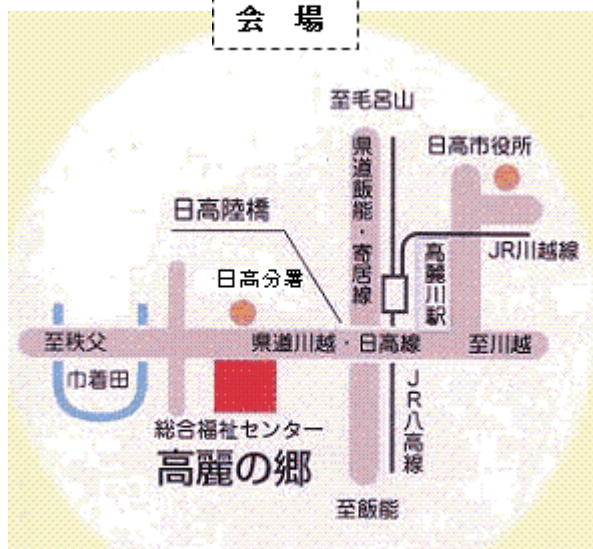 会場
至毛呂山
県道飯能・寄居線
日高市役所
日高陸橋
高麗川駅
JR川越線
日高分署
至秩父
県道川越・日高線
至川越
巾着田
JR八高線
総合福祉センター
高麗の郷
至飯能